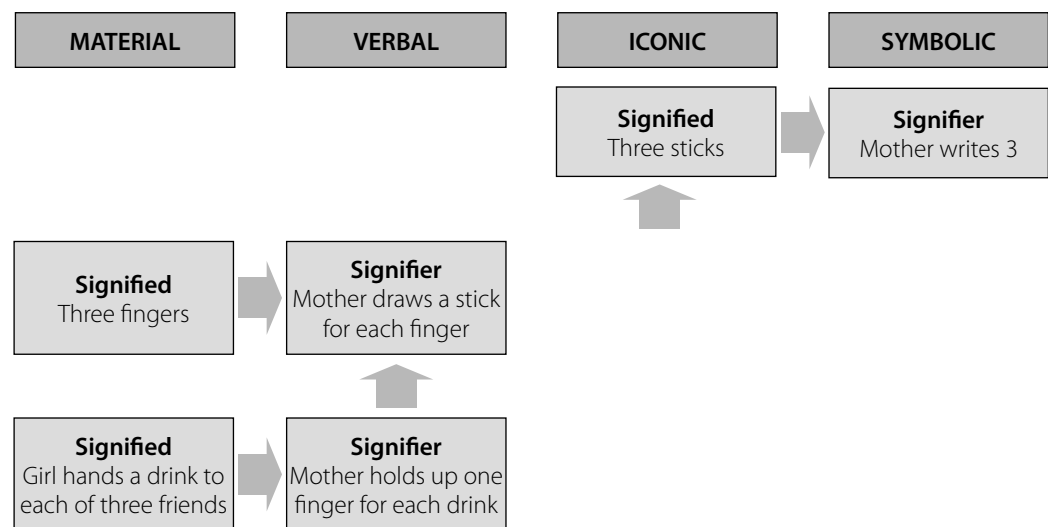 MATERIAL
VERBAL
ICONIC
SYMBOLIC
Signified
Three sticks
Signifier
Mother writes 3
Signified
Three fingers
Signifier
Mother draws a stick
for each finger
Signified
Girl hands a drink to
each of three friends
Signifier
Mother holds up one
finger for each drink